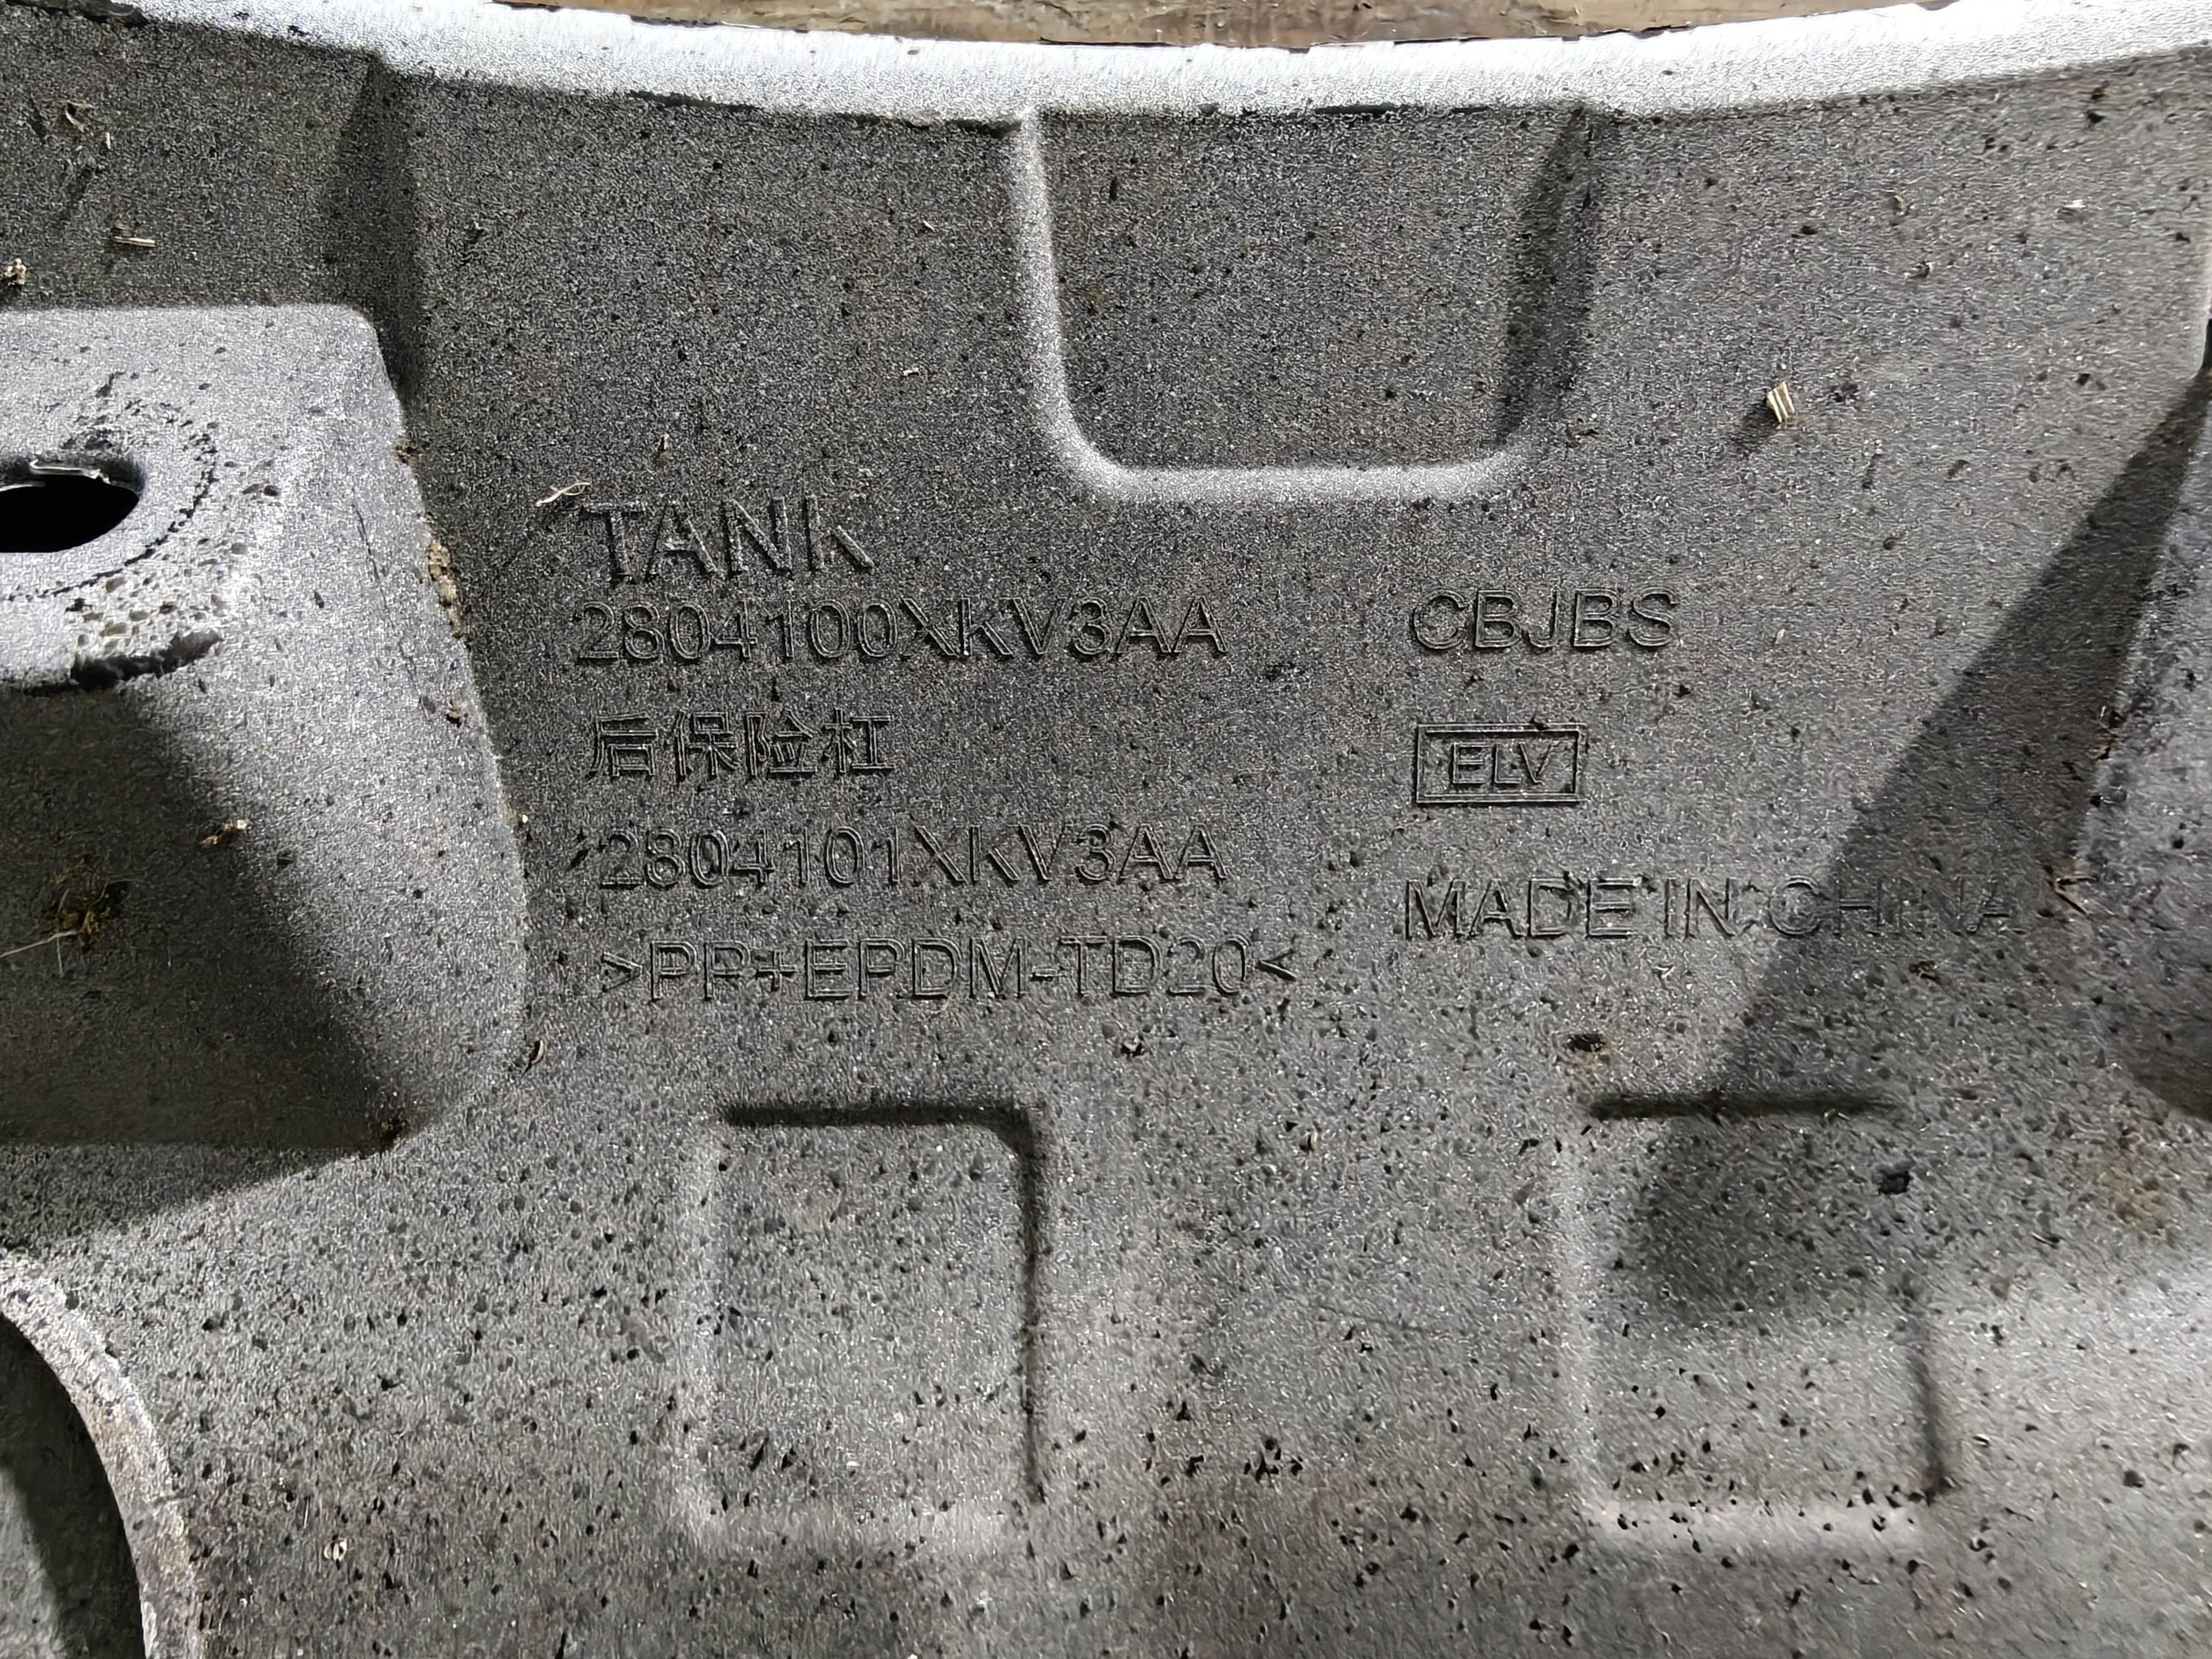 TANK
2804100XKV3AA
后保险杠
2804101XKV3AA
>PP+EPDM-TD20<
CBJBS
ELV
MADE IN CHINA